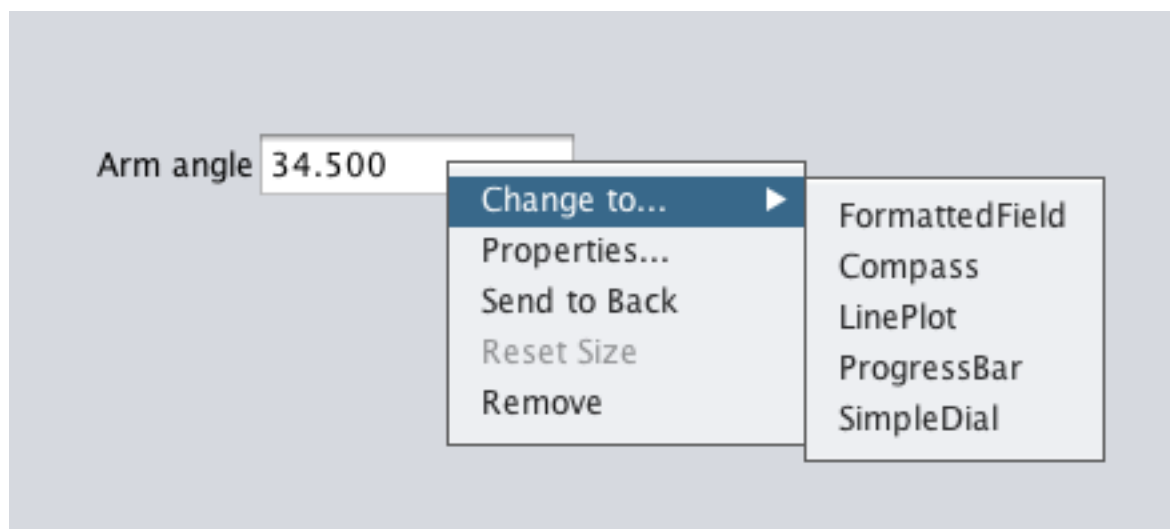 Arm angle 34.500
Change to...
Properties...
Send to Back
Reset Size
Remove
FormattedField
Compass
LinePlot
ProgressBar
SimpleDial